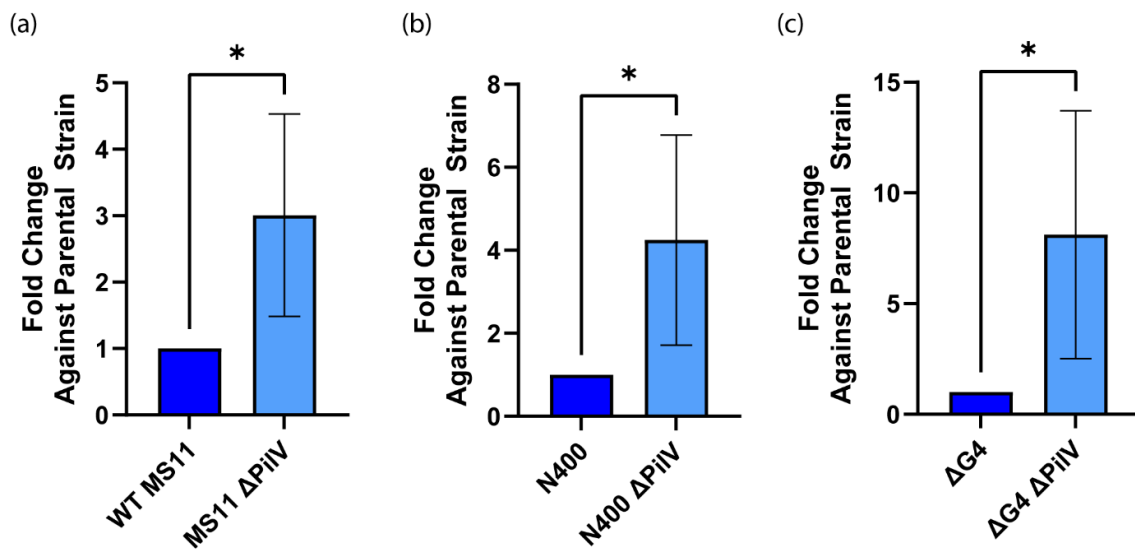 (a)
*
5
4
3
2
1
0
Fold Change
Against Parental Strain
WT MS11
MS11 ΔPilV
(b)
*
8
6
4
2
0
Fold Change
Against Parental Strain
N400
N400 ΔPilV
(c)
*
15
10
5
0
Fold Change
Against Parental Strain
ΔG4
ΔG4 ΔPilV